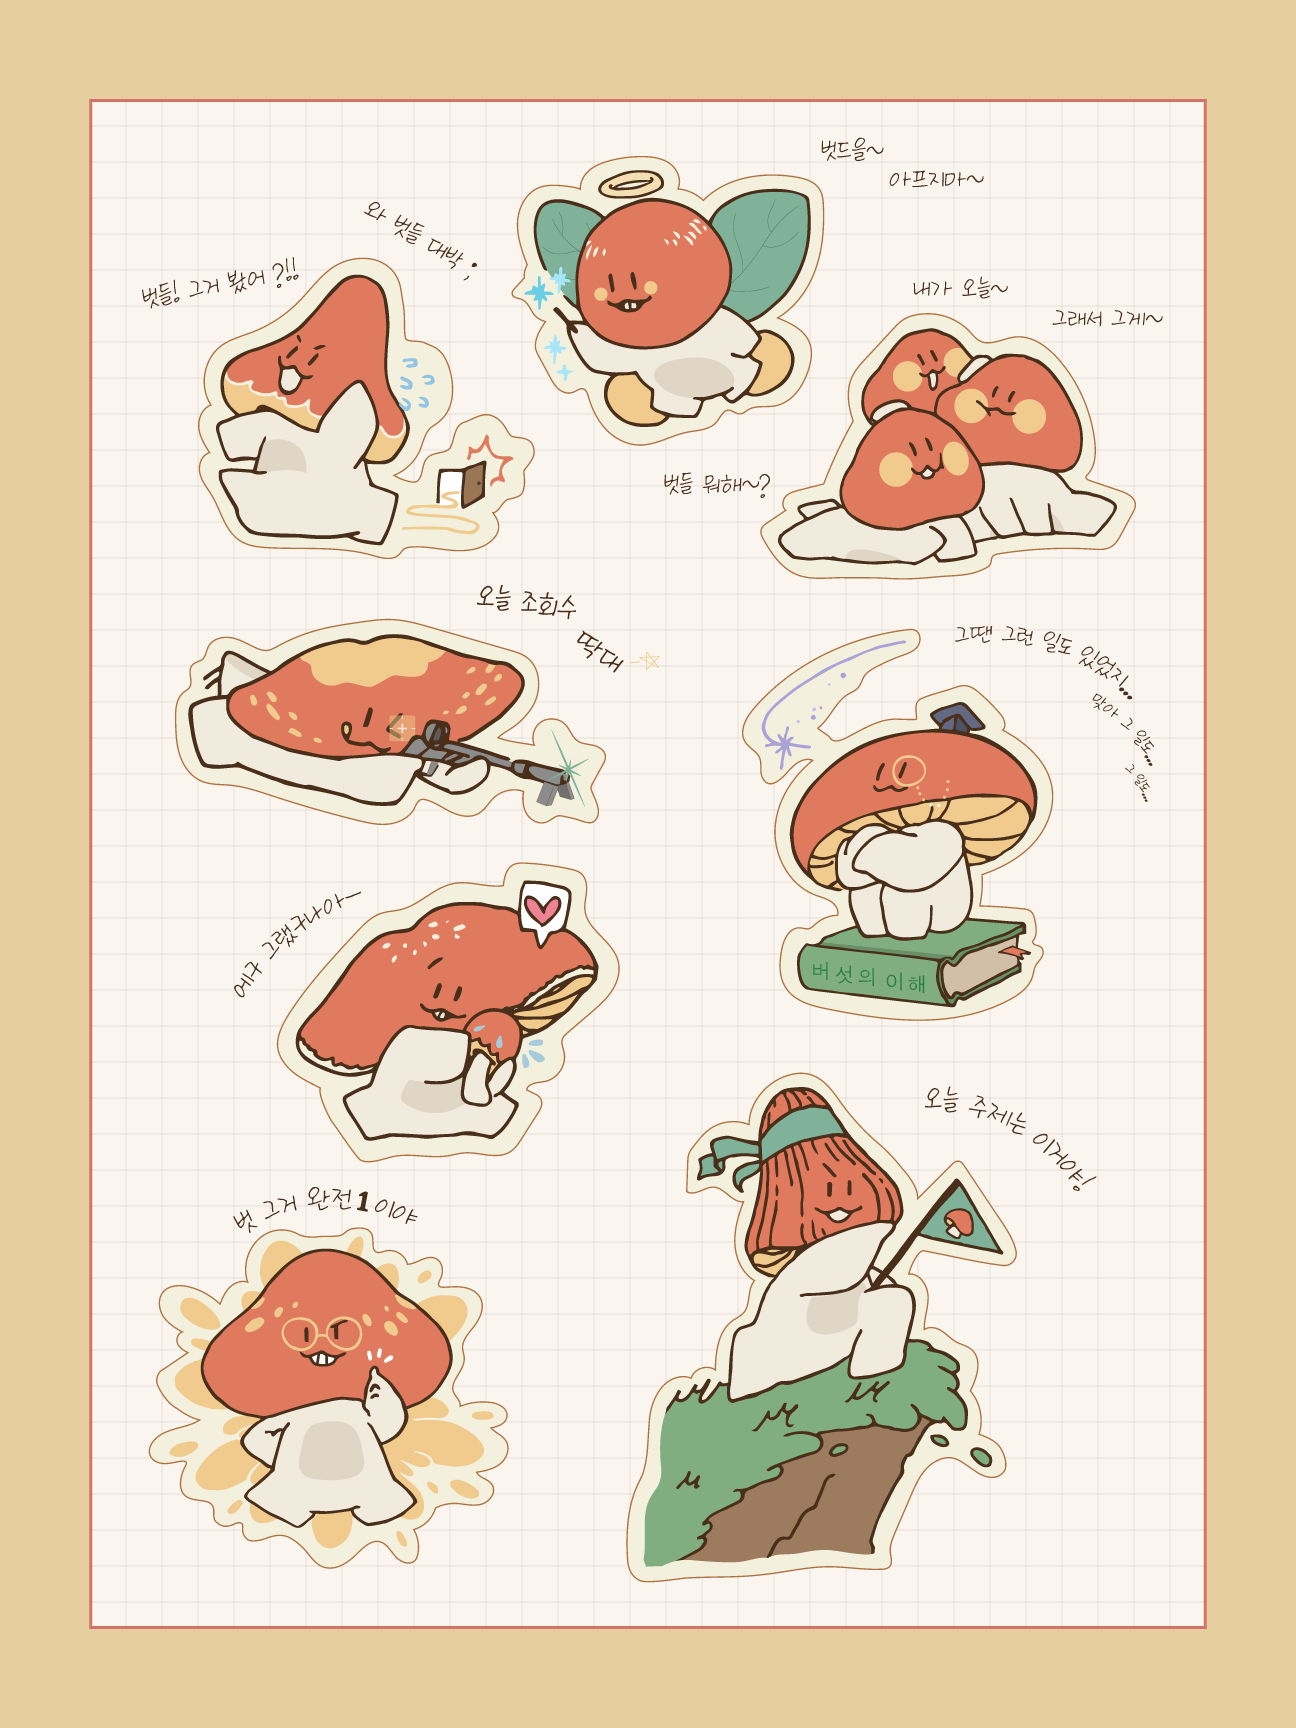 벗드을~
아프지마~
와 벗들 대박;
벗들! 그거 봤어?!!
내가 오늘~
그래서 그게~
벗들 뭐해~?
오늘 조회수
딱대
그땐 그런 일도 있었지...
맞아 그 일도...
그 일도...
에구 그랬구나아—
버섯의 이해
오늘 주제는 이거야!
벗 그거 완전1이야